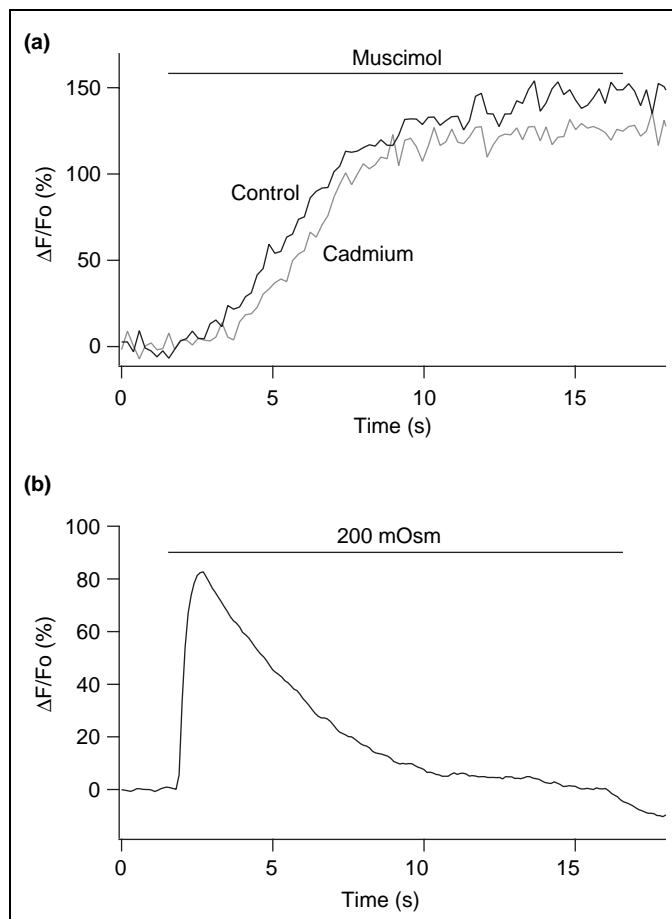 (a)
Muscimol
150
100
50
0
ΔF/Fo (%)
Control
Cadmium
0 5 10 15
Time (s)
(b)
100
200 mOsm
80
60
40
20
0
ΔF/Fo (%)
0 5 10 15
Time (s)